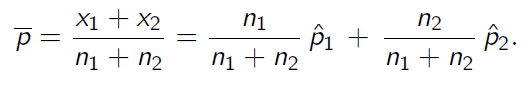 p̄ = (x₁ + x₂)/(n₁ + n₂) = n₁/(n₁ + n₂) p̂₁ + n₂/(n₁ + n₂) p̂₂.